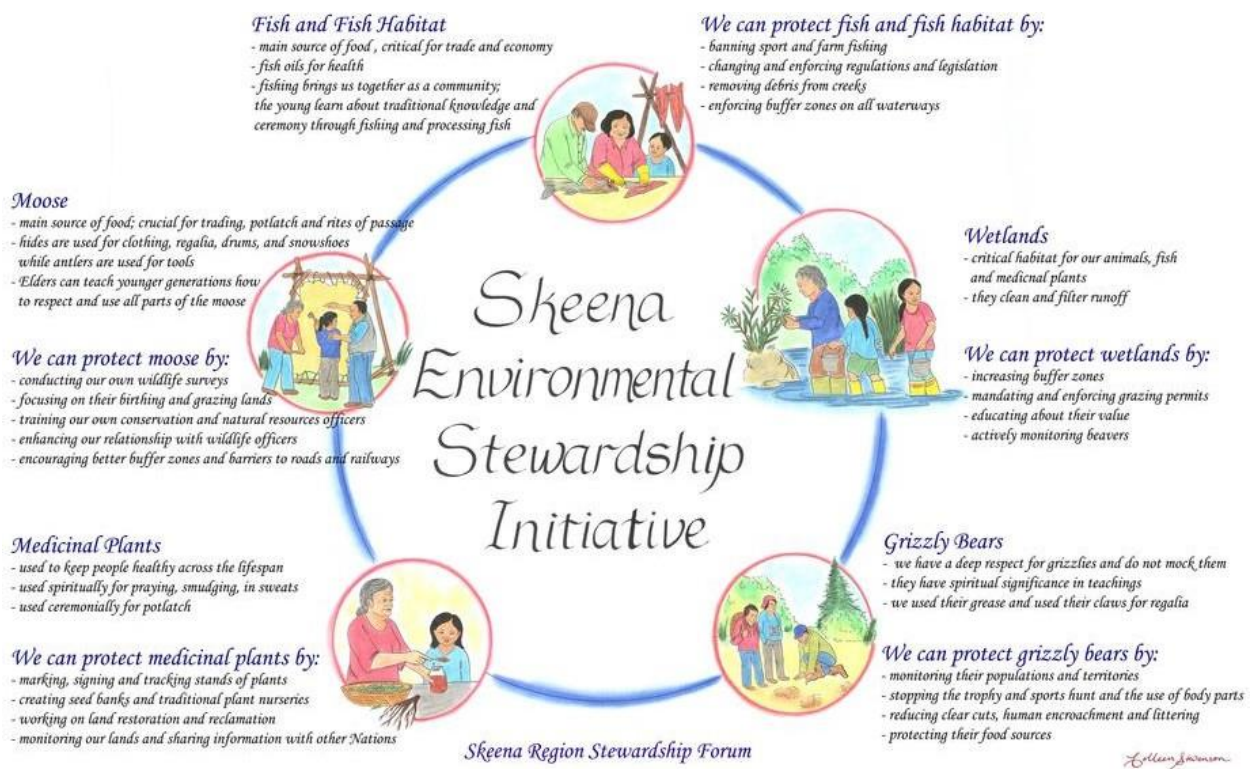 Fish and Fish Habitat
- main source of food , critical for trade and economy
- fish oils for health
- fishing brings us together as a community;
the young learn about traditional knowledge and
ceremony through fishing and processing fish
We can protect fish and fish habitat by:
- banning sport and farm fishing
- changing and enforcing regulations and legislation
- removing debris from creeks
- enforcing buffer zones on all waterways
Moose
- main source of food; crucial for trading, potlatch and rites of passage
- hides are used for clothing, regalia, drums, and snowshoes
while antlers are used for tools
- Elders can teach younger generations how
to respect and use all parts of the moose
We can protect moose by:
- conducting our own wildlife surveys
- focusing on their birthing and grazing lands
- training our own conservation and natural resources officers
- enhancing our relationship with wildlife officers
- encouraging better buffer zones and barriers to roads and railways
Skeena
Environmental
Stewardship
Initiative
Wetlands
- critical habitat for our animals, fish
and medicnal plants
- they clean and filter runoff
We can protect wetlands by:
- increasing buffer zones
- mandating and enforcing grazing permits
- educating about their value
- actively monitoring beavers
Medicinal Plants
- used to keep people healthy across the lifespan
- used spiritually for praying, smudging, in sweats
- used ceremonially for potlatch
We can protect medicinal plants by:
- marking, signing and tracking stands of plants
- creating seed banks and traditional plant nurseries
- working on land restoration and reclamation
- monitoring our lands and sharing information with other Nations
Grizzly Bears
- we have a deep respect for grizzlies and do not mock them
- they have spiritual significance in teachings
- we used their grease and used their claws for regalia
We can protect grizzly bears by:
- monitoring their populations and territories
- stopping the trophy and sports hunt and the use of body parts
- reducing clear cuts, human encroachment and littering
- protecting their food sources
Skeena Region Stewardship Forum